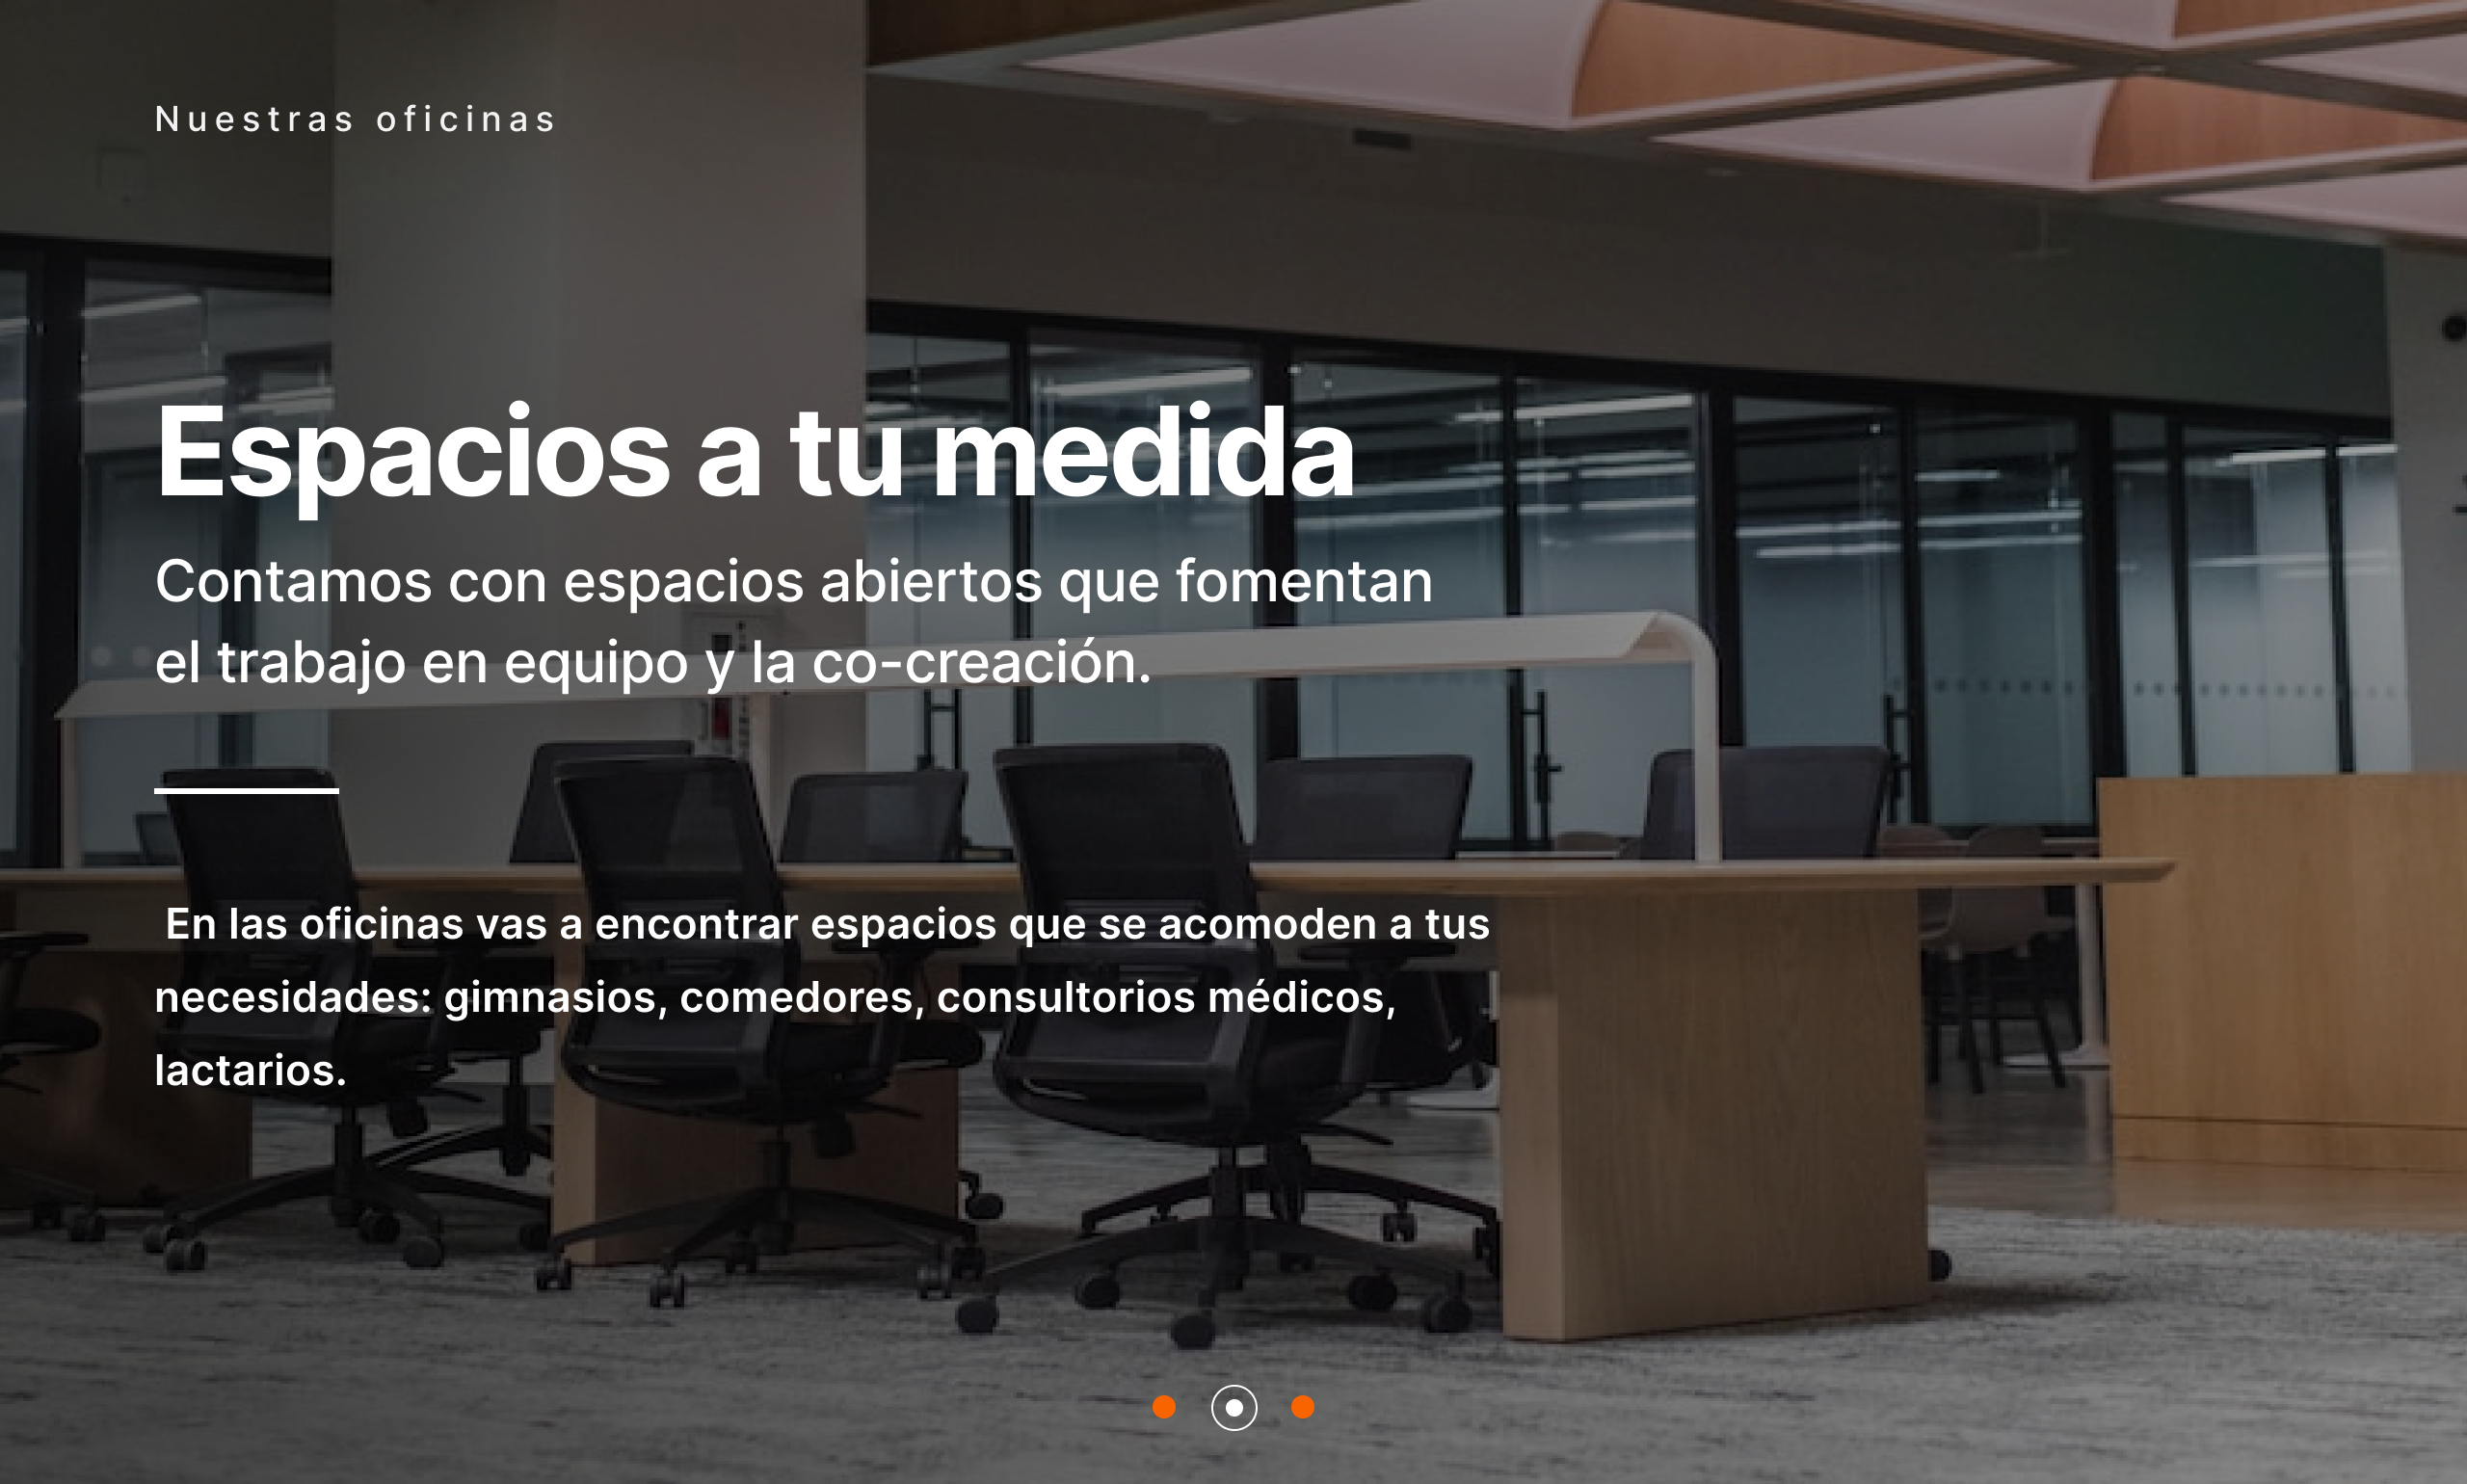 Nuestras oficinas
Espacios a tu medida
Contamos con espacios abiertos que fomentan
el trabajo en equipo y la co-creación.
En las oficinas vas a encontrar espacios que se acomoden a tus
necesidades: gimnasios, comedores, consultorios médicos,
lactarios.